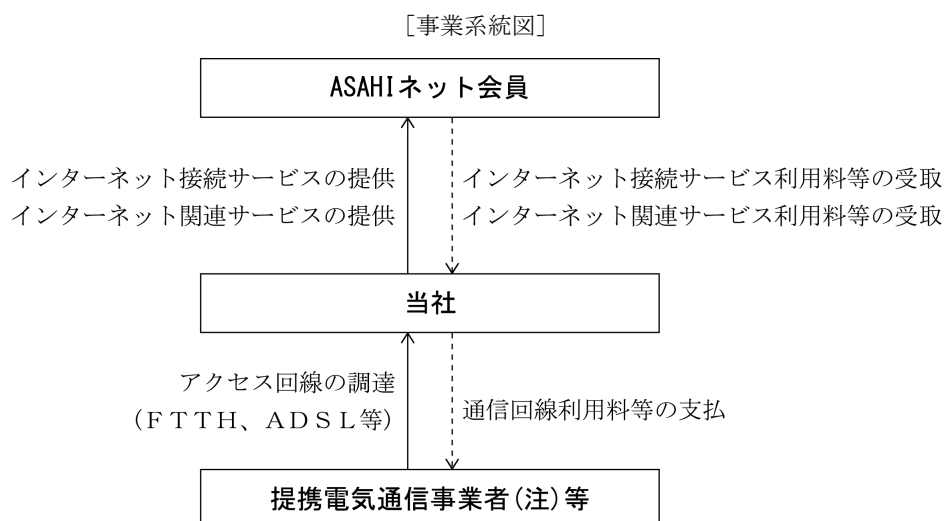 ［事業系統図］
ASAHIネット会員
インターネット接続サービスの提供
インターネット関連サービスの提供
インターネット接続サービス利用料等の受取
インターネット関連サービス利用料等の受取
当社
アクセス回線の調達
（ＦＴＴＨ、ＡＤＳＬ等）
通信回線利用料等の支払
提携電気通信事業者(注)等